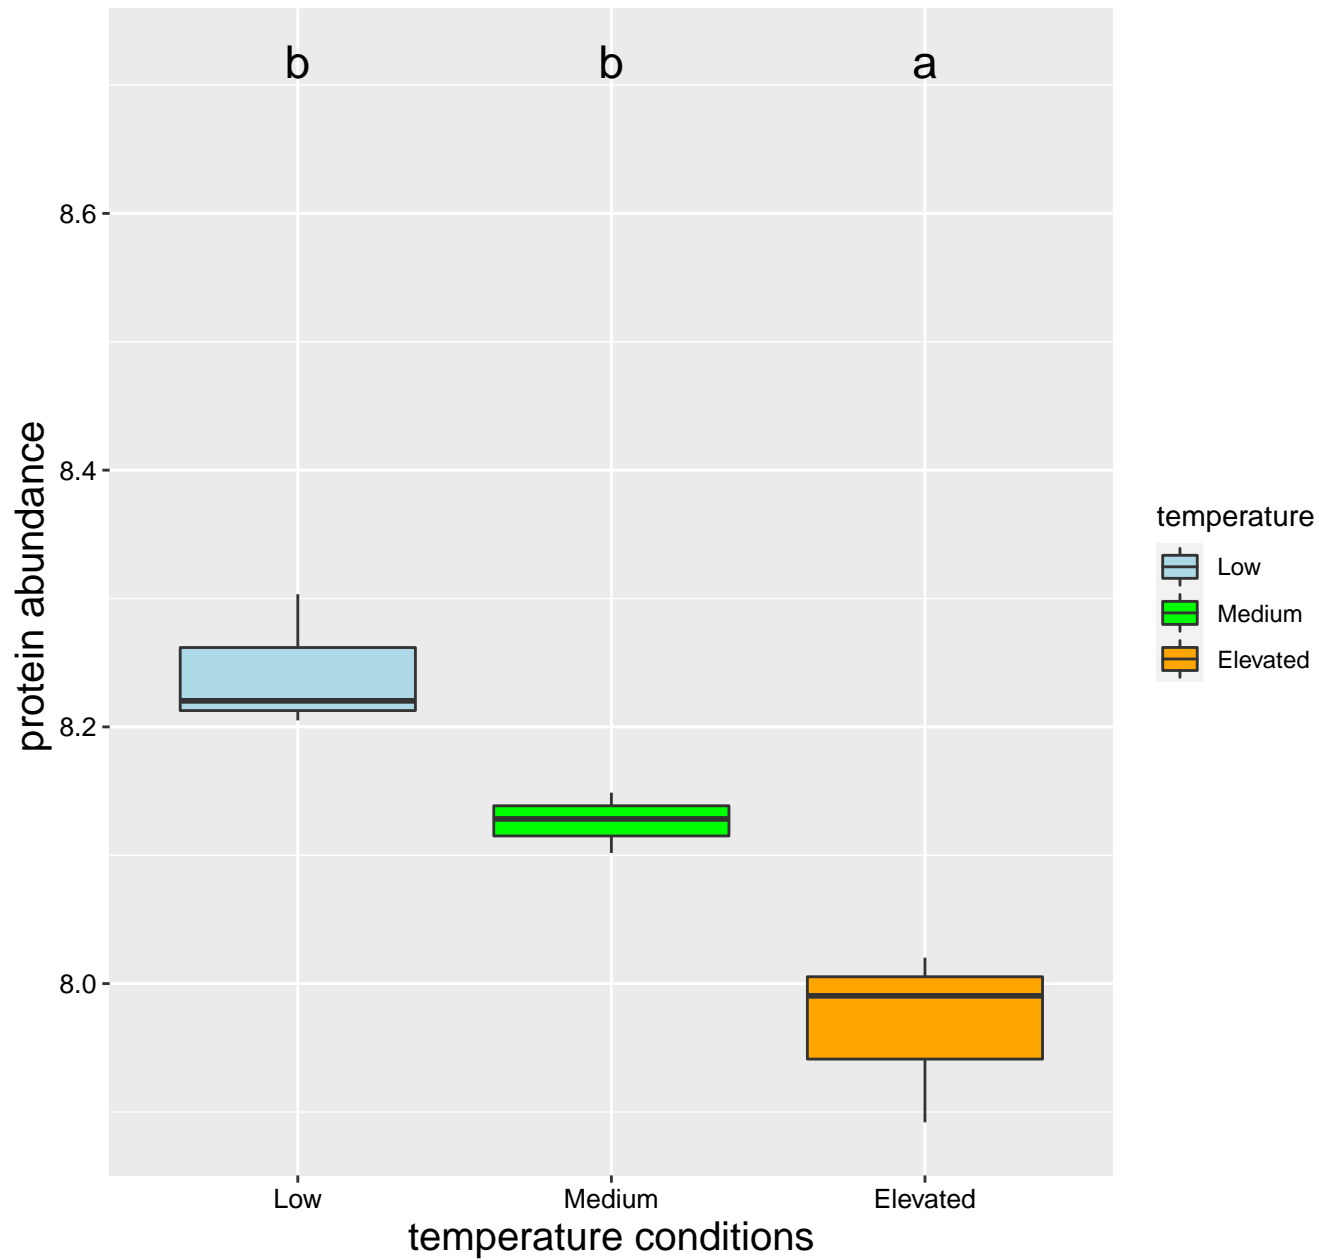 b b a
8.6
8.4
8.2
8.0
protein abundance
Low Medium Elevated
temperature conditions
temperature
Low
Medium
Elevated